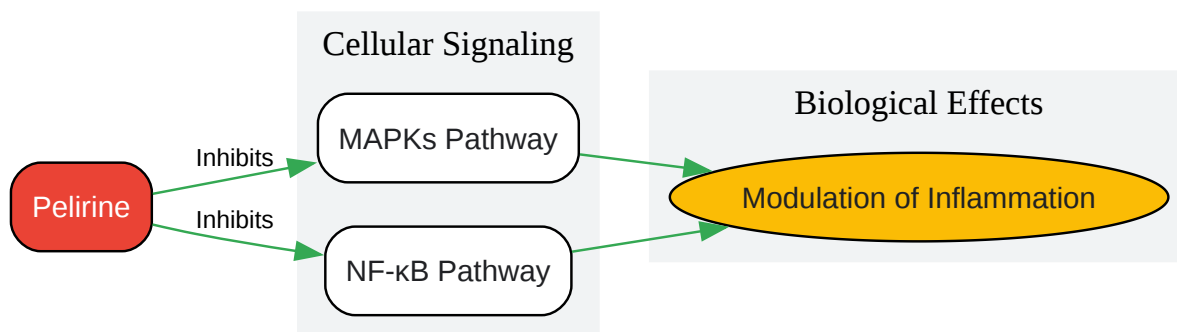 Cellular Signaling
Biological Effects
MAPKs Pathway
Inhibits
Pelirine
Modulation of Inflammation
Inhibits
NF-κB Pathway